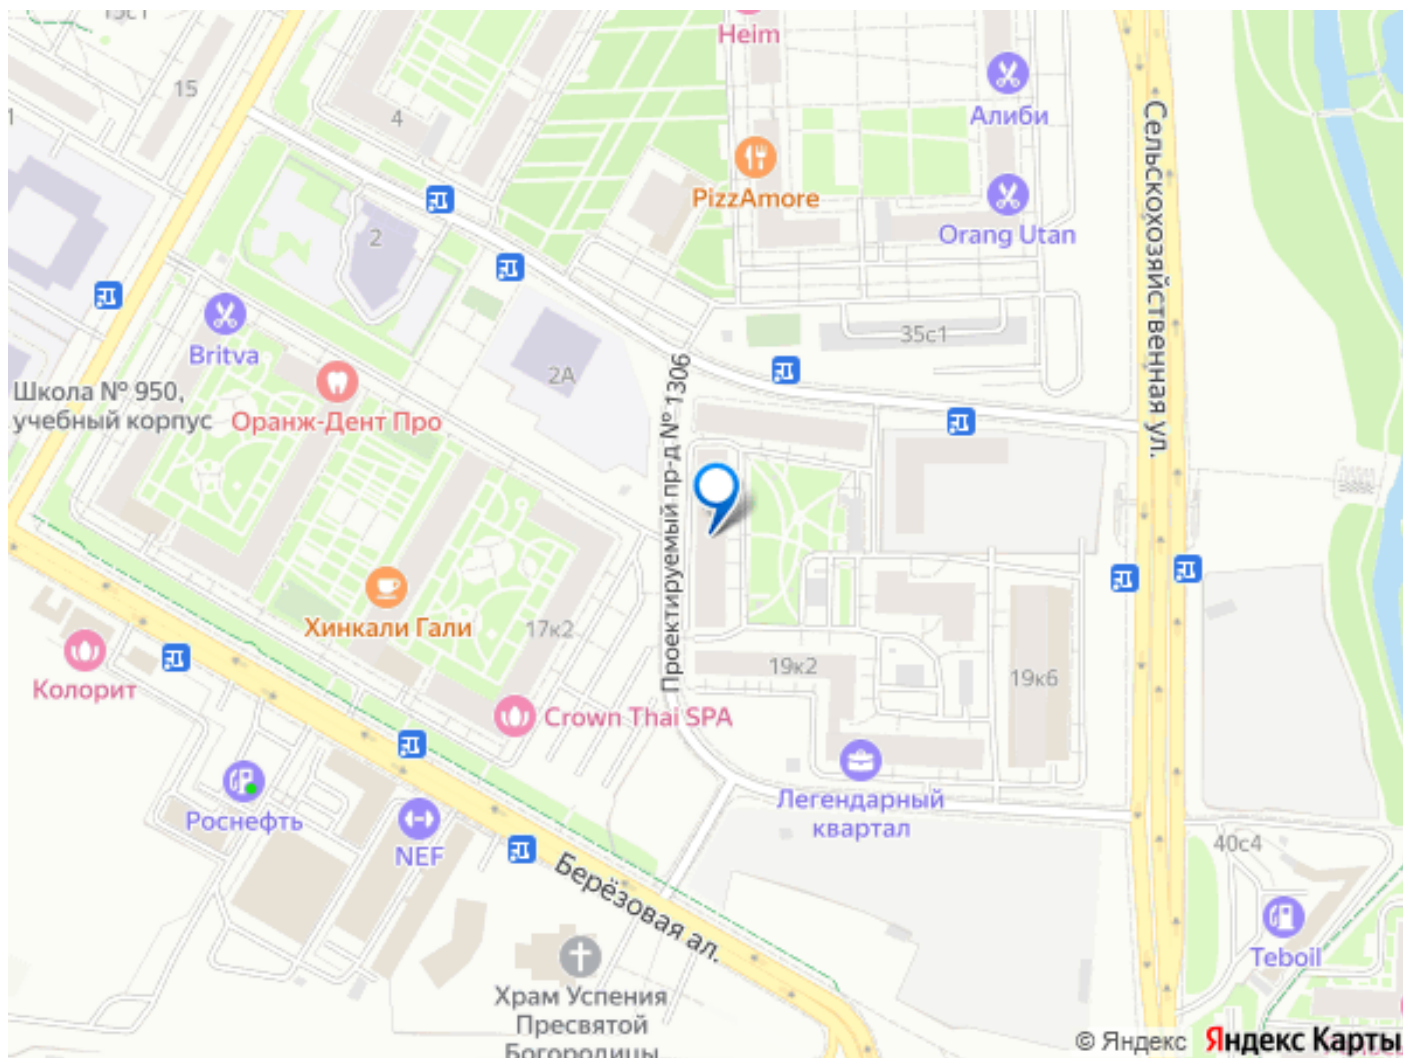 15с1
Heim
15
4
Алиби
1
PizzAmore
Orang Utan
2
Сельскохозяйственная ул.
Britva
35с1
2А
Школа № 950,
учебный корпус
Оранж-Дент Про
Проектируемый пр-д № 1306
Хинкали Гали
17к2
19к2
19к6
Колорит
Crown Thai SPA
Роснефть
NEF
Легендарный
квартал
40с4
Берёзовая ал.
Teboil
Храм Успения
Пресвятой
Богородицы
© Яндекс Яндекс Карты